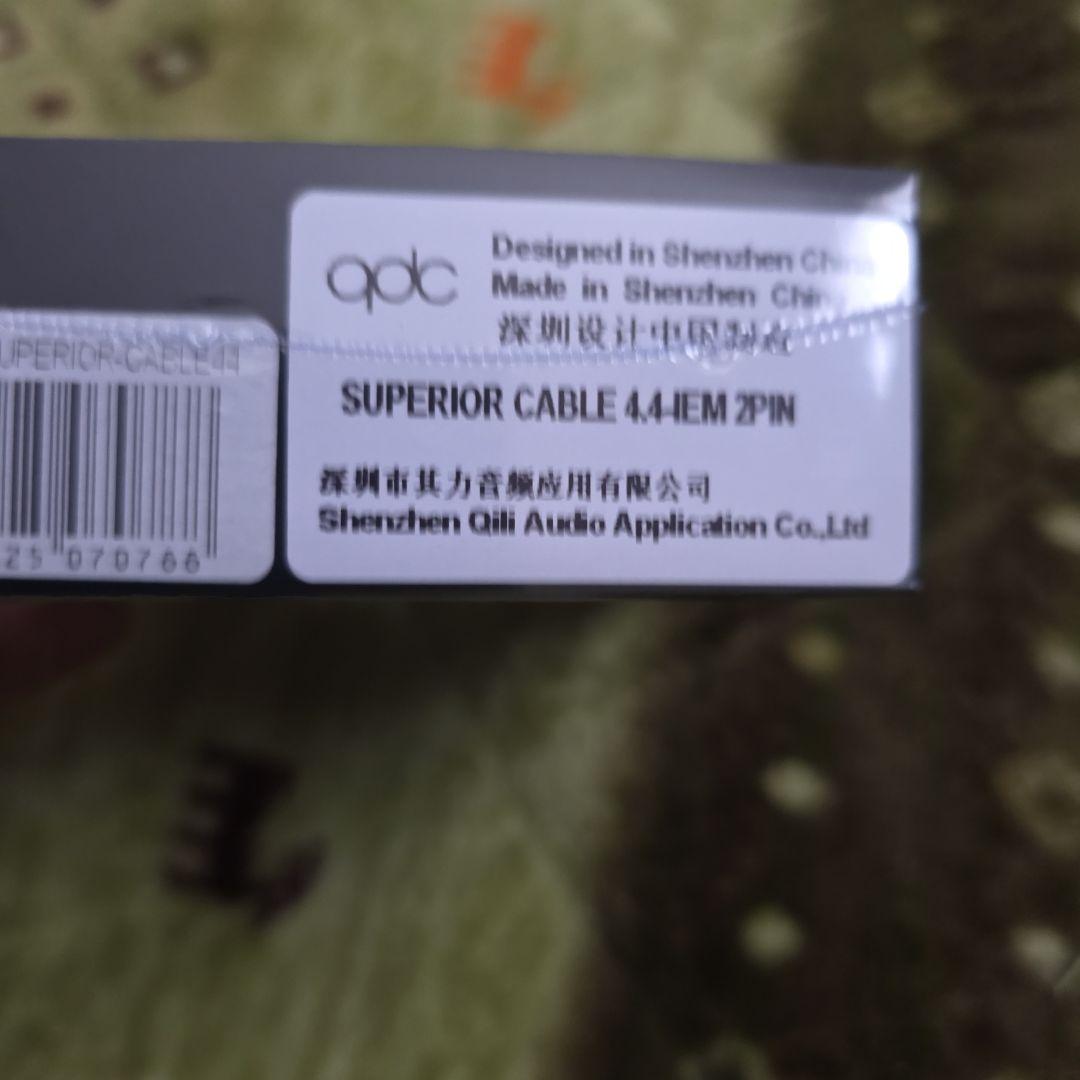 qdc
Designed in Shenzhen China
Made in Shenzhen China
深圳设计中国制造
SUPERIOR CABLE 4.4-IEM 2PIN
深圳市其力音频应用有限公司
Shenzhen Qili Audio Application Co.,Ltd
UPERIOR-CABLE44
25 070766